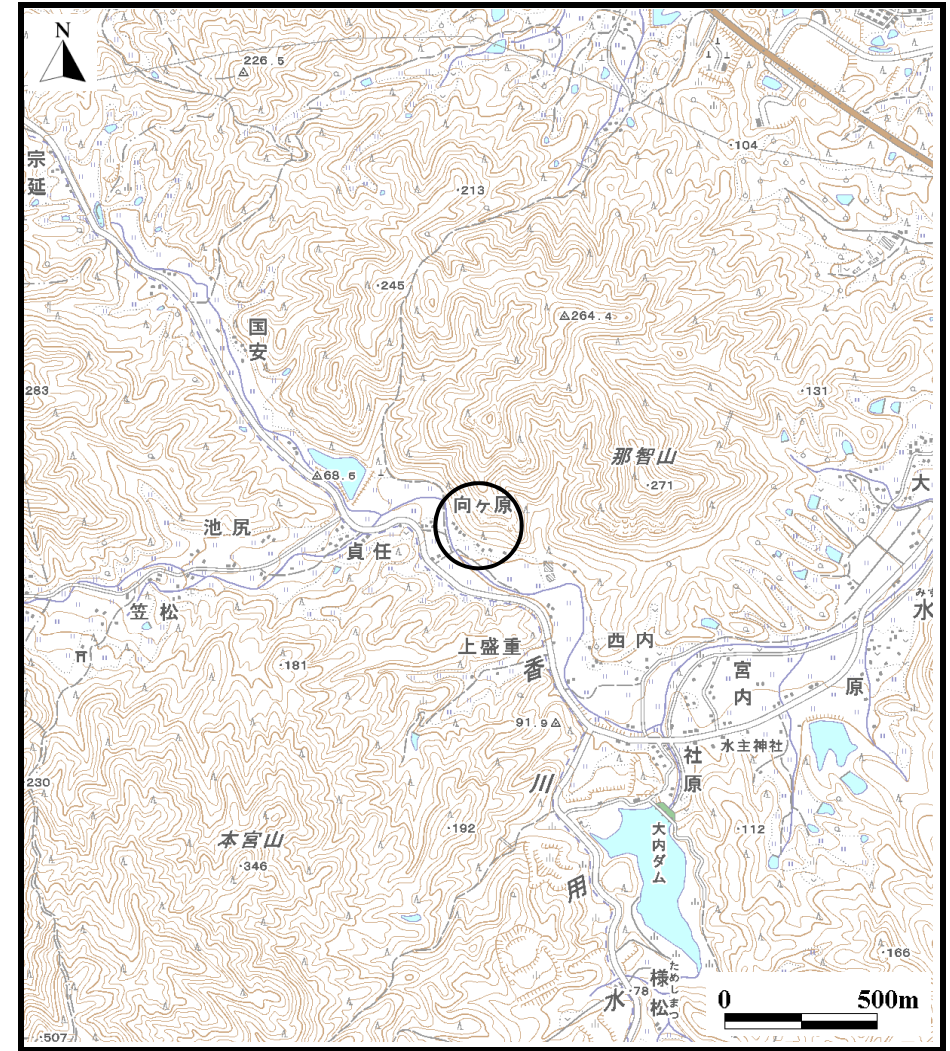 N
226.5
宗延
104
213
245
264.4
国安
283
131
那智山
271
大
68.5
向ヶ原
池尻
貞任
みず
水
笠松
上盛重
西内
香
宮内
原
181
91.9
水主神社
社原
230
川
本宮山
346
192
大内ダム
112
用
166
ためしまつ
様松
78
水
507
0 500m